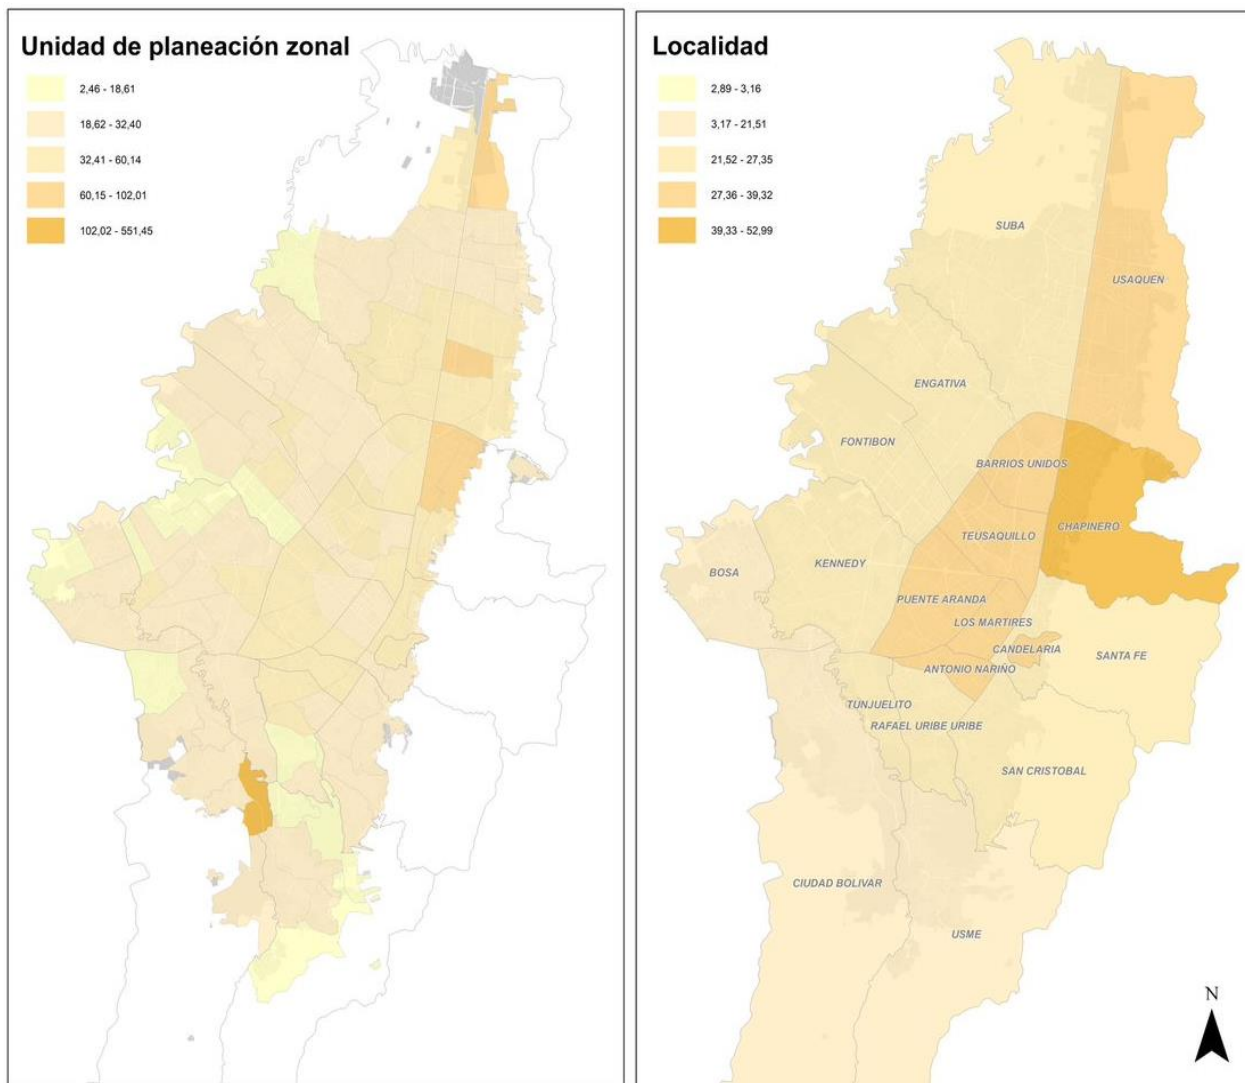 Unidad de planeación zonal
2,46 - 18,61
18,62 - 32,40
32,41 - 60,14
60,15 - 102,01
102,02 - 551,45
Localidad
2,89 - 3,16
3,17 - 21,51
21,52 - 27,35
27,36 - 39,32
39,33 - 52,99
SUBA
USAQUEN
ENGATIVA
FONTIBON
BARRIOS UNIDOS
CHAPINERO
TEUSAQUILLO
KENNEDY
BOSA
PUENTE ARANDA
LOS MARTIRES
CANDELARIA
SANTA FE
ANTONIO NARIÑO
TUNJUELITO
RAFAEL URIBE URIBE
SAN CRISTOBAL
CIUDAD BOLIVAR
USME
N